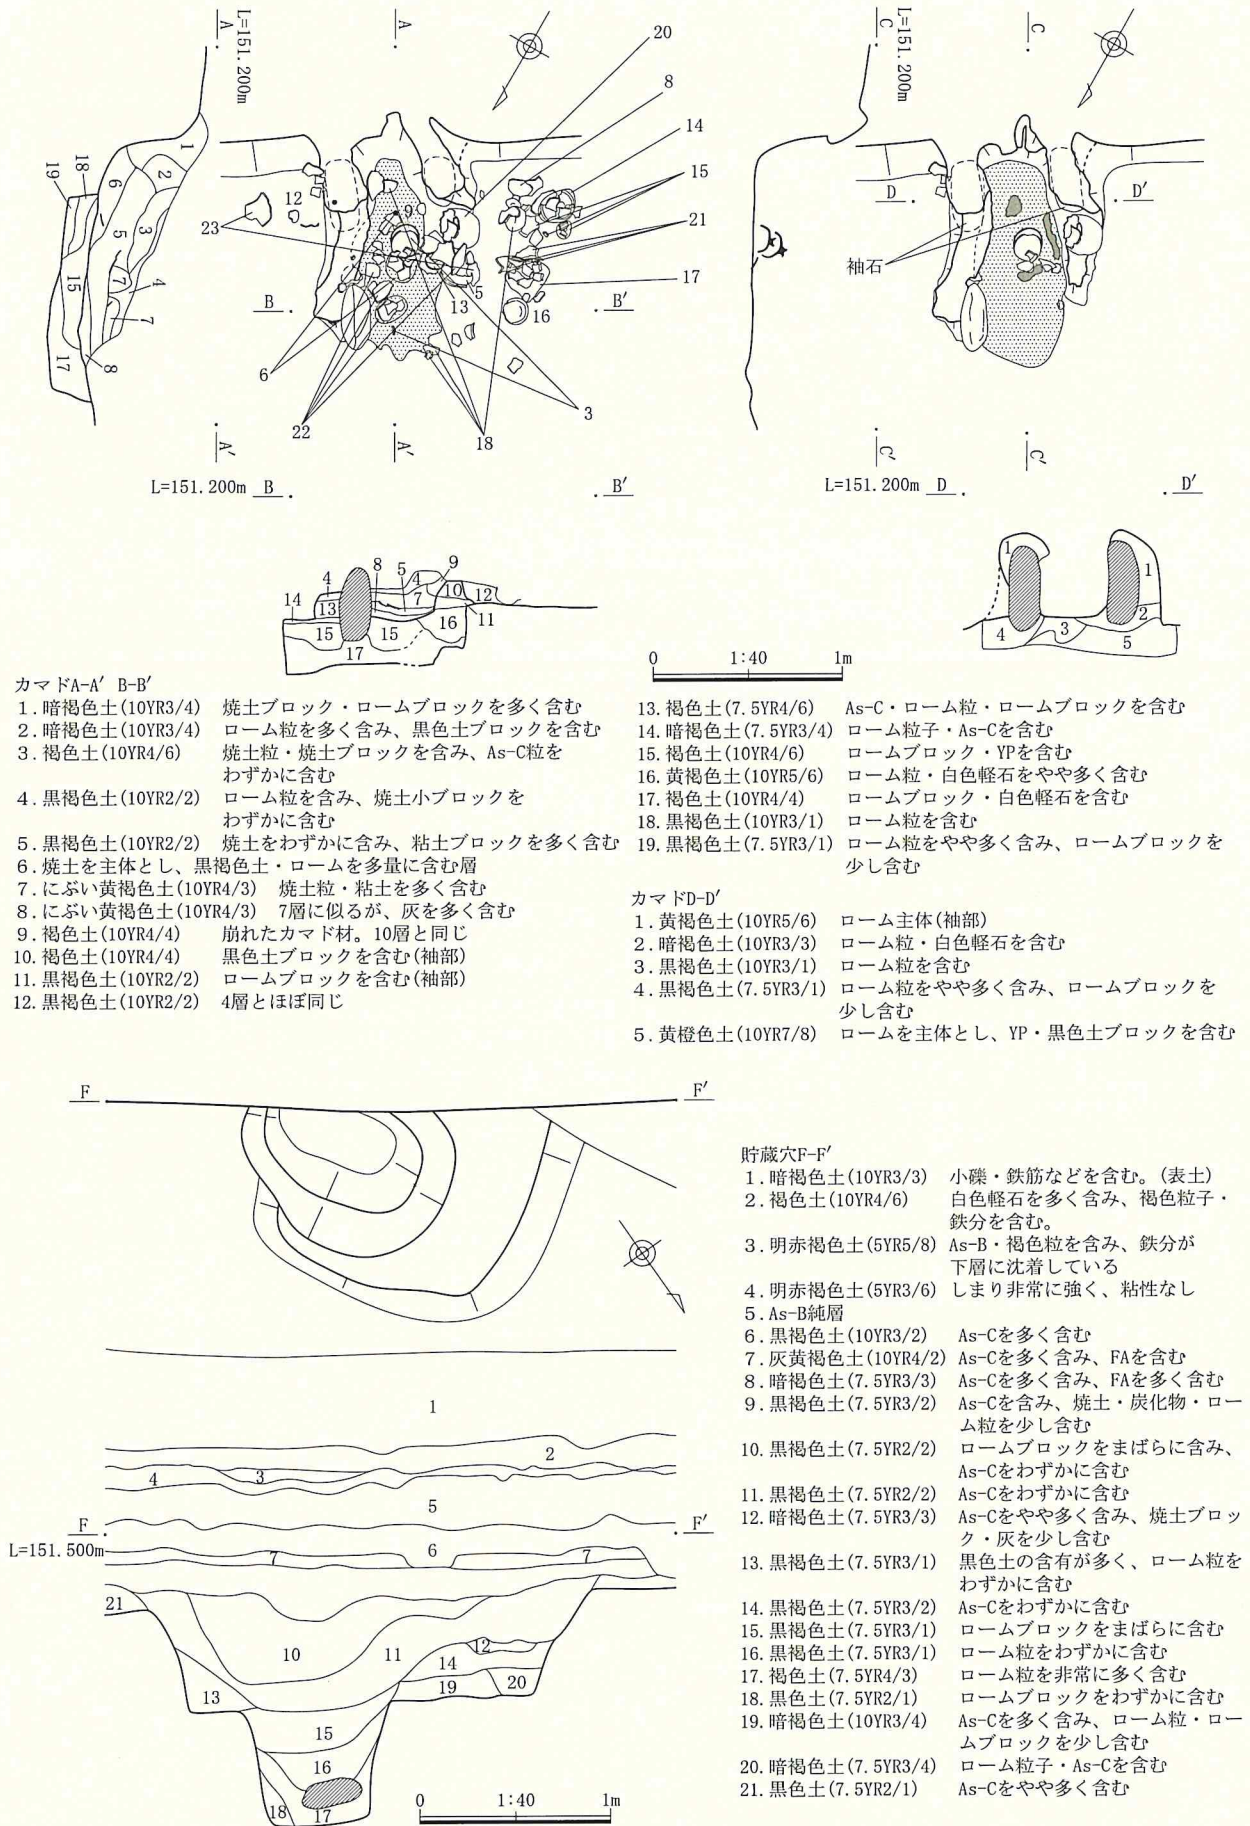 A
A
L=151.200m
20
8
14
15
21
17
16
1
2
3
4
5
6
7
7
8
15
17
18
19
12
23
9
5
13
B
B′
6
22
18
3
A′
A′
L=151.200m B
B′
C
C
L=151.200m
D
D′
袖石
C′
C′
L=151.200m D
D′
14
4
13
8
5
4
7
9
10
12
11
15
15
16
17
1
1
2
3
4
5
0 1:40 1m
カマドA-A′ B-B′
1.暗褐色土(10YR3/4) 焼土ブロック・ロームブロックを多く含む
2.暗褐色土(10YR3/4) ローム粒を多く含み、黒色土ブロックを含む
3.褐色土(10YR4/6) 焼土粒・焼土ブロックを含み、As-C粒を
わずかに含む
4.黒褐色土(10YR2/2) ローム粒を含み、焼土小ブロックを
わずかに含む
5.黒褐色土(10YR2/2) 焼土をわずかに含み、粘土ブロックを多く含む
6.焼土を主体とし、黒褐色土・ロームを多量に含む層
7.にぶい黄褐色土(10YR4/3) 焼土粒・粘土を多く含む
8.にぶい黄褐色土(10YR4/3) 7層に似るが、灰を多く含む
9.褐色土(10YR4/4) 崩れたカマド材。10層と同じ
10.褐色土(10YR4/4) 黒色土ブロックを含む(袖部)
11.黒褐色土(10YR2/2) ロームブロックを含む(袖部)
12.黒褐色土(10YR2/2) 4層とほぼ同じ
13.褐色土(7.5YR4/6) As-C・ローム粒・ロームブロックを含む
14.暗褐色土(7.5YR3/4) ローム粒子・As-Cを含む
15.褐色土(10YR4/6) ロームブロック・YPを含む
16.黄褐色土(10YR5/6) ローム粒・白色軽石をやや多く含む
17.褐色土(10YR4/4) ロームブロック・白色軽石を含む
18.黒褐色土(10YR3/1) ローム粒を含む
19.黒褐色土(7.5YR3/1) ローム粒をやや多く含み、ロームブロックを
少し含む
カマドD-D′
1.黄褐色土(10YR5/6) ローム主体(袖部)
2.暗褐色土(10YR3/3) ローム粒・白色軽石を含む
3.黒褐色土(10YR3/1) ローム粒を含む
4.黒褐色土(7.5YR3/1) ローム粒をやや多く含み、ロームブロックを
少し含む
5.黄橙色土(10YR7/8) ロームを主体とし、YP・黒色土ブロックを含む
F
F′
1
2
3
4
5
F
F′
L=151.500m
6
7
7
21
10
11
12
14
13
19
20
15
16
18
17
0 1:40 1m
貯蔵穴F-F′
1.暗褐色土(10YR3/3) 小礫・鉄筋などを含む。(表土)
2.褐色土(10YR4/6) 白色軽石を多く含み、褐色粒子・
鉄分を含む。
3.明赤褐色土(5YR5/8) As-B・褐色粒を含み、鉄分が
下層に沈着している
4.明赤褐色土(5YR3/6) しまり非常に強く、粘性なし
5.As-B純層
6.黒褐色土(10YR3/2) As-Cを多く含む
7.灰黄褐色土(10YR4/2) As-Cを多く含み、FAを含む
8.暗褐色土(7.5YR3/3) As-Cを多く含み、FAを多く含む
9.黒褐色土(7.5YR3/2) As-Cを含み、焼土・炭化物・ロー
ム粒を少し含む
10.黒褐色土(7.5YR2/2) ロームブロックをまばらに含み、
As-Cをわずかに含む
11.黒褐色土(7.5YR2/2) As-Cをわずかに含む
12.暗褐色土(7.5YR3/3) As-Cをやや多く含み、焼土ブロッ
ク・灰を少し含む
13.黒褐色土(7.5YR3/1) 黒色土の含有が多く、ローム粒を
わずかに含む
14.黒褐色土(7.5YR3/2) As-Cをわずかに含む
15.黒褐色土(7.5YR3/1) ロームブロックをまばらに含む
16.黒褐色土(7.5YR3/1) ローム粒をわずかに含む
17.褐色土(7.5YR4/3) ローム粒を非常に多く含む
18.黒色土(7.5YR2/1) ロームブロックをわずかに含む
19.暗褐色土(10YR3/4) As-Cを多く含み、ローム粒・ロー
ムブロックを少し含む
20.暗褐色土(7.5YR3/4) ローム粒子・As-Cを含む
21.黒色土(7.5YR2/1) As-Cをやや多く含む